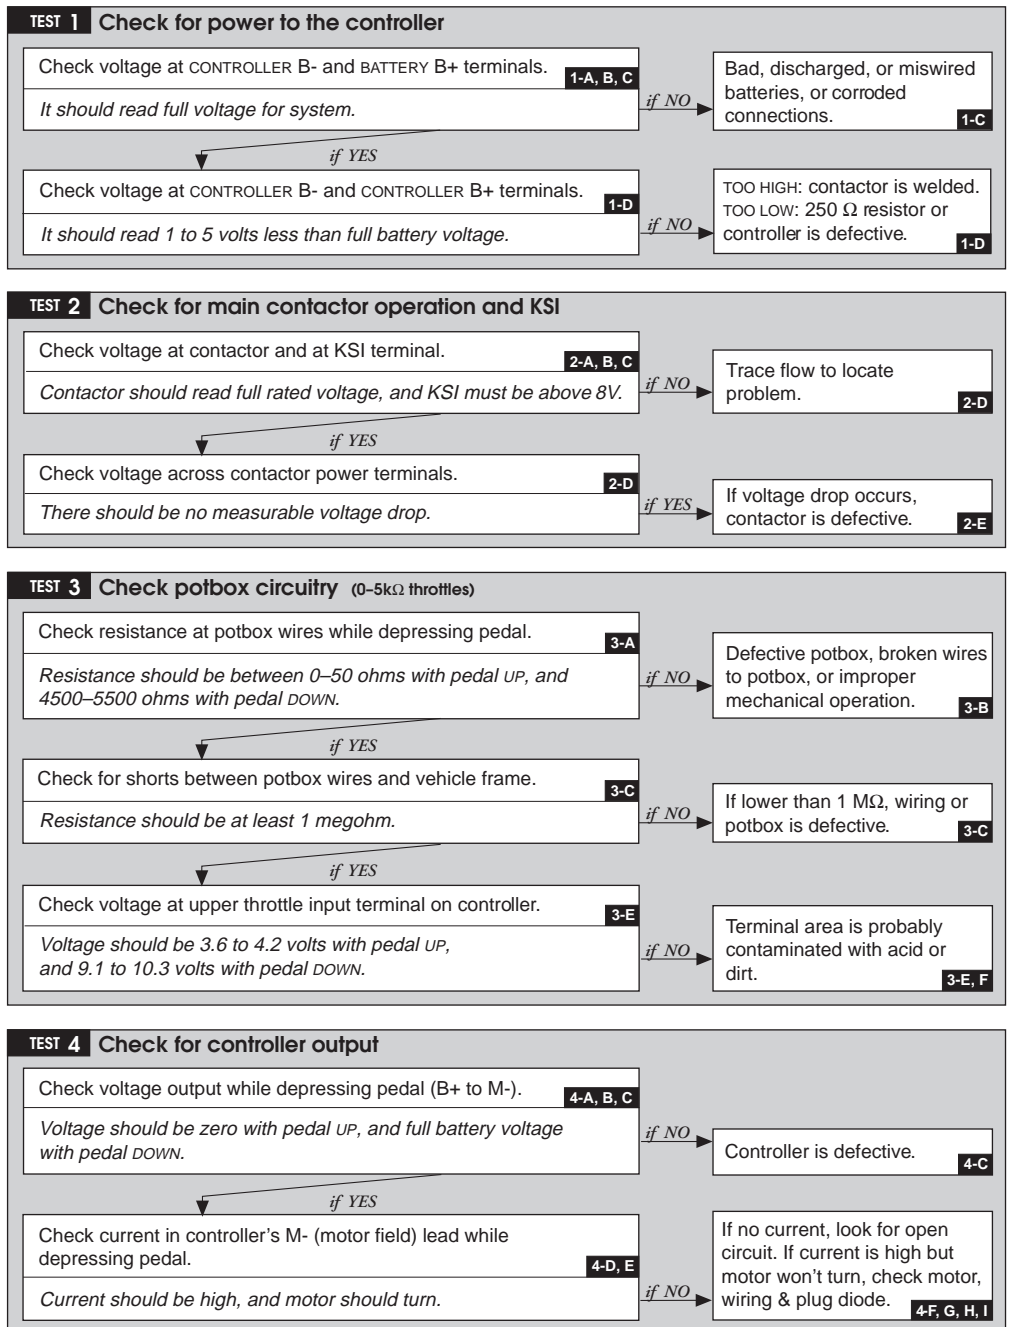 TEST 1 Check for power to the controller
Check voltage at CONTROLLER B- and BATTERY B+ terminals.
1-A, B, C
It should read full voltage for system.
if NO
Bad, discharged, or miswired
batteries, or corroded
connections.
1-C
if YES
Check voltage at CONTROLLER B- and CONTROLLER B+ terminals.
1-D
It should read 1 to 5 volts less than full battery voltage.
if NO
TOO HIGH: contactor is welded.
TOO LOW: 250 Ω resistor or
controller is defective.
1-D
TEST 2 Check for main contactor operation and KSI
Check voltage at contactor and at KSI terminal.
2-A, B, C
Contactor should read full rated voltage, and KSI must be above 8V.
if NO
Trace flow to locate
problem.
2-D
if YES
Check voltage across contactor power terminals.
2-D
There should be no measurable voltage drop.
if YES
If voltage drop occurs,
contactor is defective.
2-E
TEST 3 Check potbox circuitry (0–5kΩ throttles)
Check resistance at potbox wires while depressing pedal.
3-A
Resistance should be between 0–50 ohms with pedal UP, and
4500–5500 ohms with pedal DOWN.
if NO
Defective potbox, broken wires
to potbox, or improper
mechanical operation.
3-B
if YES
Check for shorts between potbox wires and vehicle frame.
3-C
Resistance should be at least 1 megohm.
if NO
If lower than 1 MΩ, wiring or
potbox is defective.
3-C
if YES
Check voltage at upper throttle input terminal on controller.
3-E
Voltage should be 3.6 to 4.2 volts with pedal UP,
and 9.1 to 10.3 volts with pedal DOWN.
if NO
Terminal area is probably
contaminated with acid or
dirt.
3-E, F
TEST 4 Check for controller output
Check voltage output while depressing pedal (B+ to M-).
4-A, B, C
Voltage should be zero with pedal UP, and full battery voltage
with pedal DOWN.
if NO
Controller is defective.
4-C
if YES
Check current in controller's M- (motor field) lead while
depressing pedal.
4-D, E
Current should be high, and motor should turn.
if NO
If no current, look for open
circuit. If current is high but
motor won't turn, check motor,
wiring & plug diode.
4-F, G, H, I